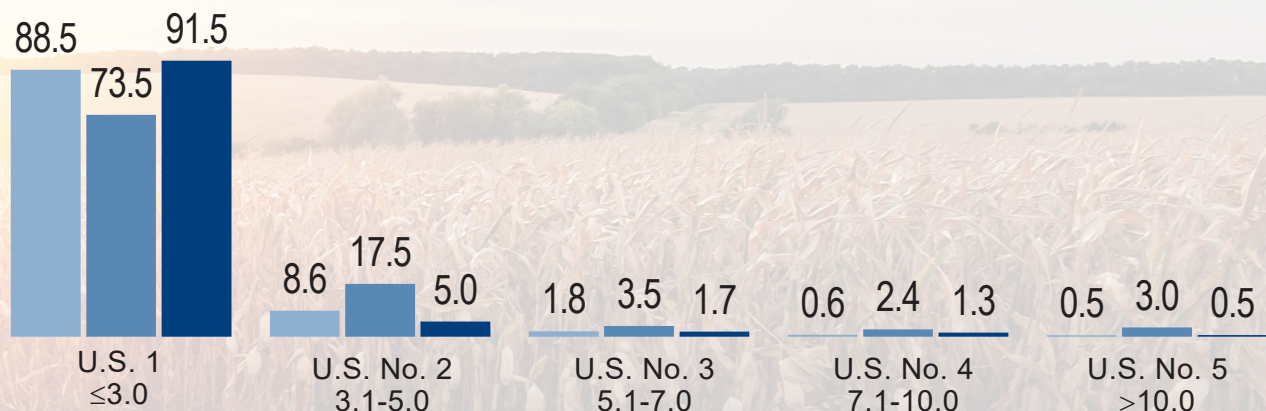 88.5 73.5 91.5
8.6 17.5 5.0
1.8 3.5 1.7
0.6 2.4 1.3
0.5 3.0 0.5
U.S. 1
≤3.0
U.S. No. 2
3.1-5.0
U.S. No. 3
5.1-7.0
U.S. No. 4
7.1-10.0
U.S. No. 5
>10.0